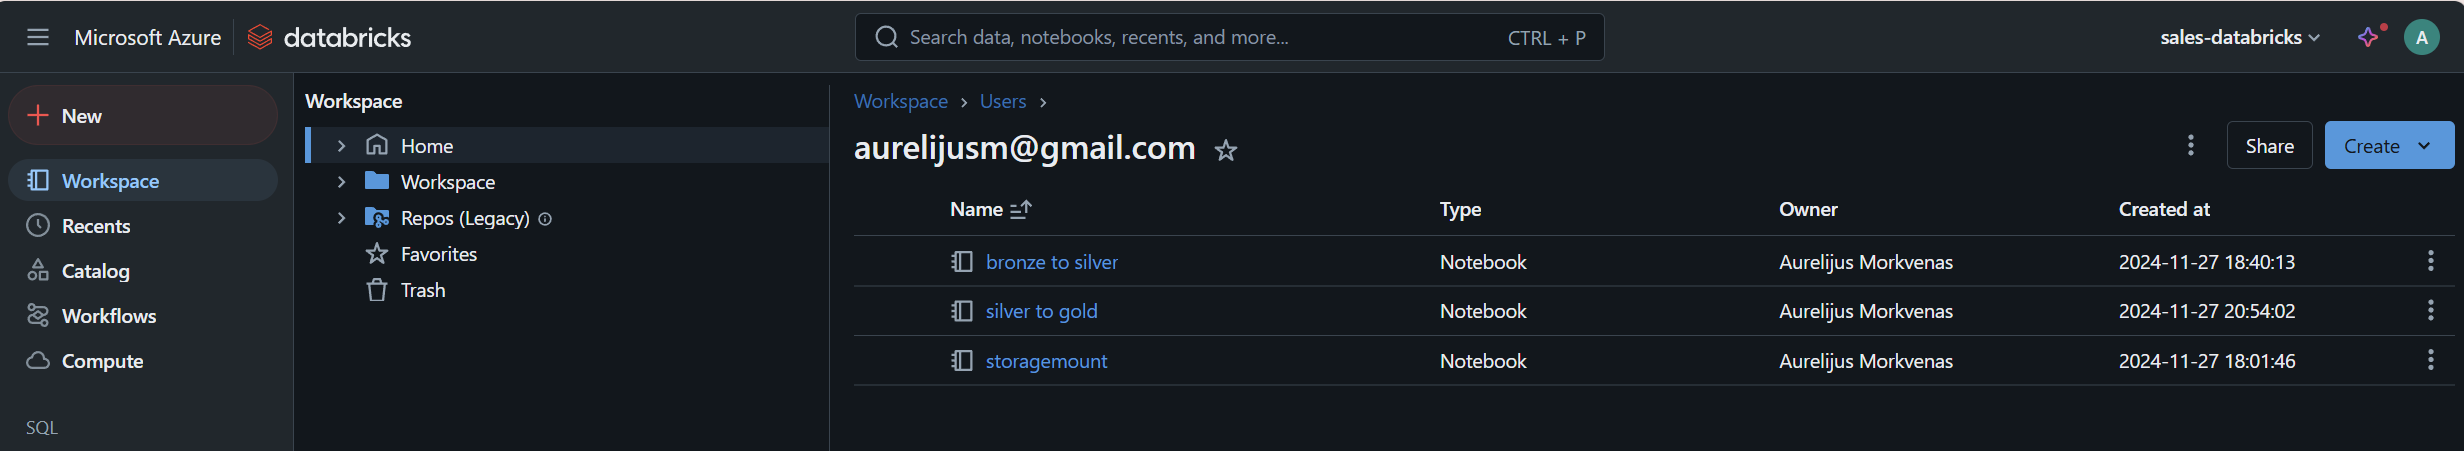 Microsoft Azure databricks Search data, notebooks, recents, and more... CTRL + P sales-databricks A
New
Workspace
Recents
Catalog
Workflows
Compute
SQL
Workspace
Home
Workspace
Repos (Legacy)
Favorites
Trash
Workspace > Users >
aurelijusm@gmail.com Share Create
Name Type Owner Created at
bronze to silver Notebook Aurelijus Morkvenas 2024-11-27 18:40:13
silver to gold Notebook Aurelijus Morkvenas 2024-11-27 20:54:02
storagemount Notebook Aurelijus Morkvenas 2024-11-27 18:01:46